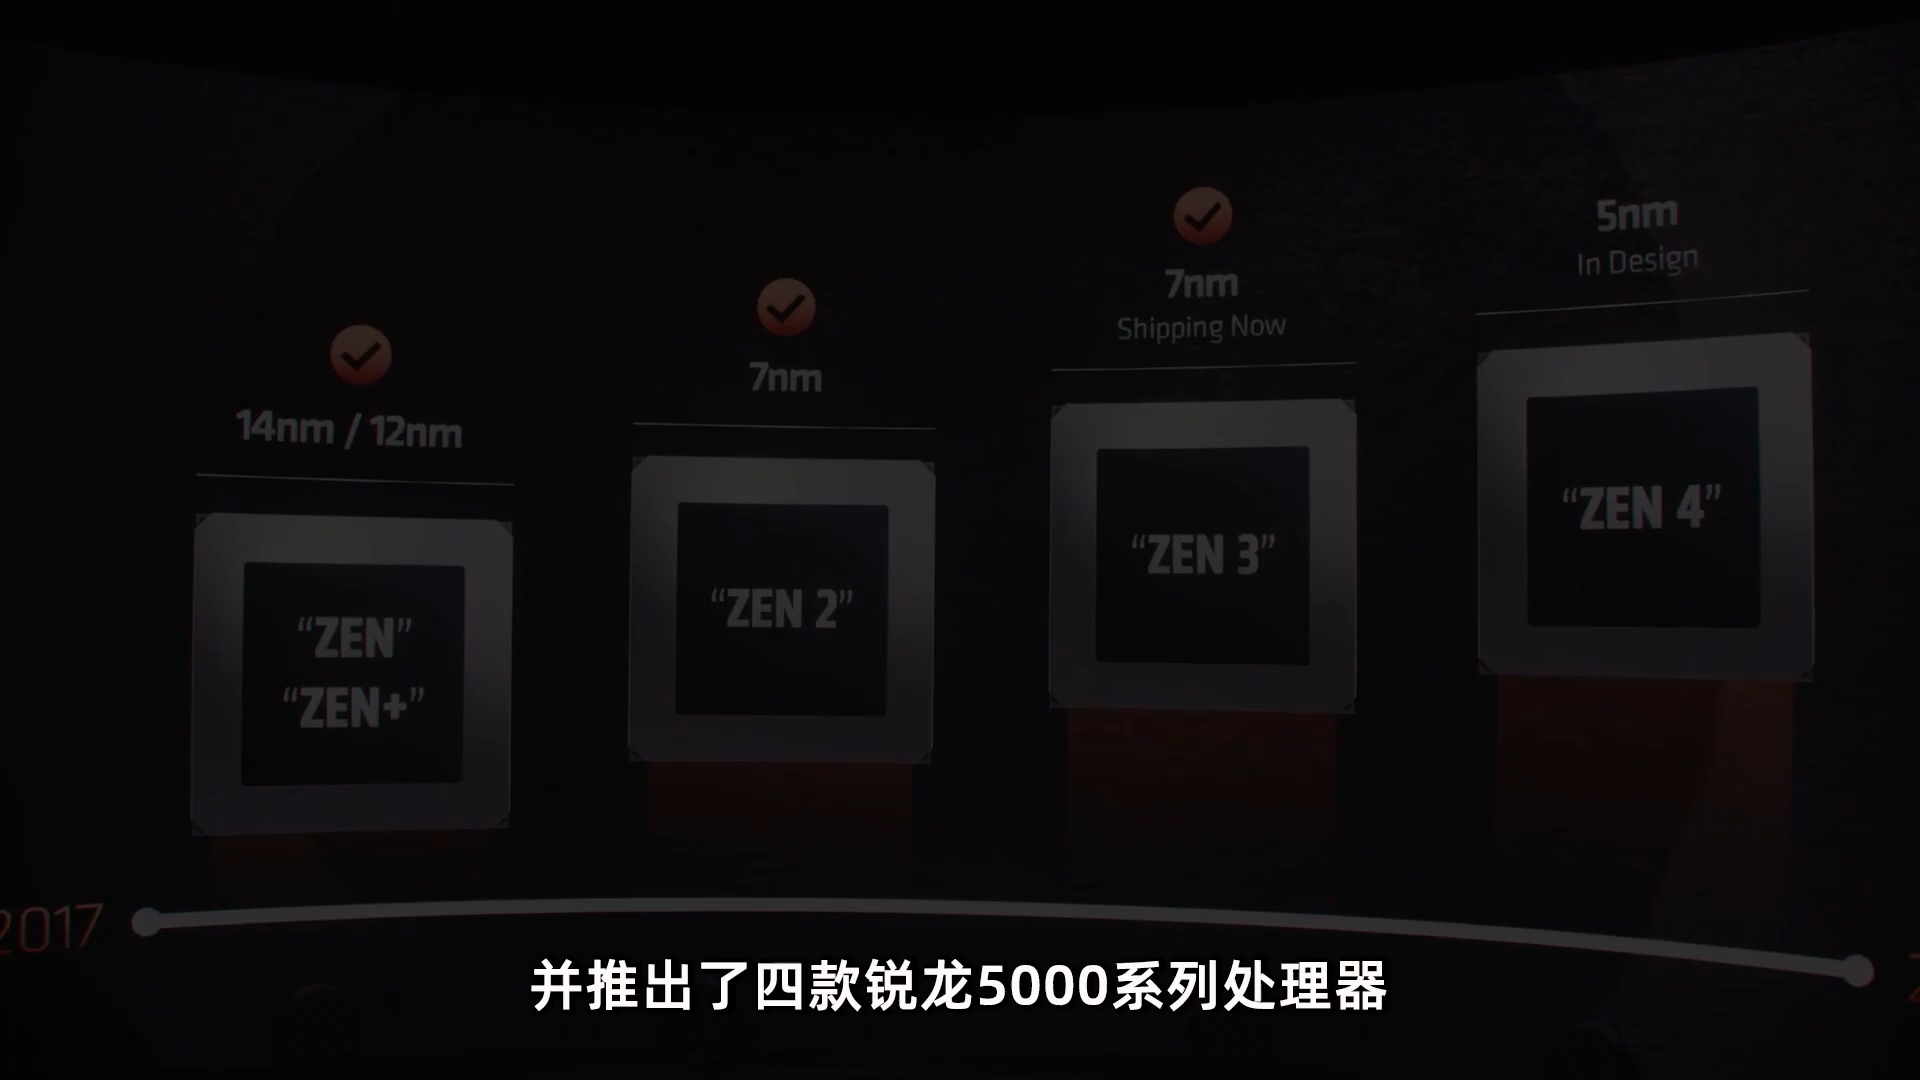 14nm / 12nm
“ZEN”
“ZEN+”
7nm
“ZEN 2”
7nm
Shipping Now
“ZEN 3”
5nm
In Design
“ZEN 4”
2017
并推出了四款锐龙5000系列处理器